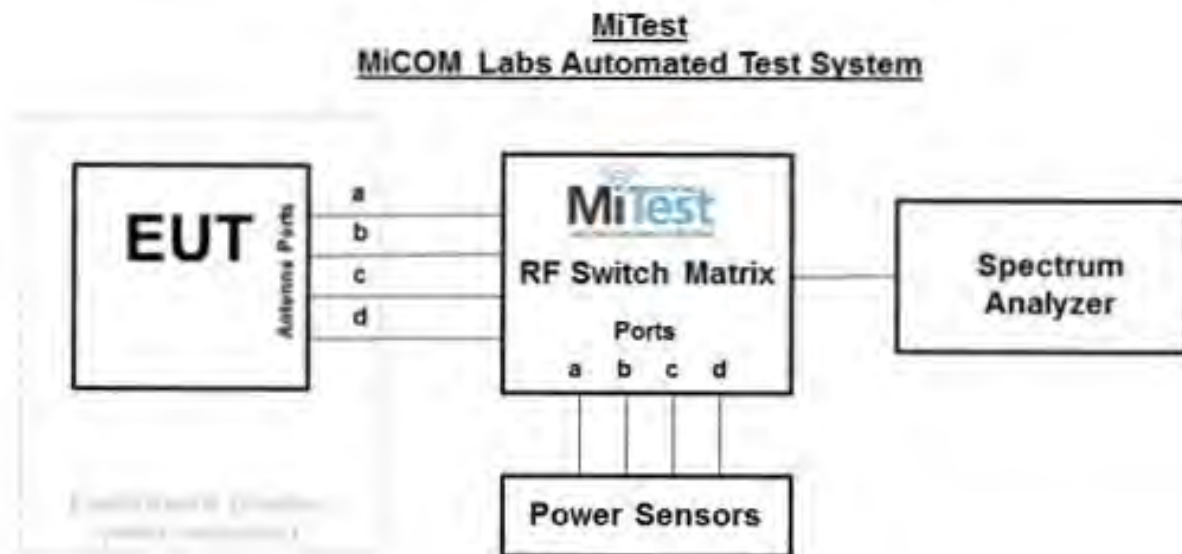 MiTest
MiCOM Labs Automated Test System
EUT
Antenna Ports
a
b
c
d
MiTest
RF Switch Matrix
Ports
a b c d
Spectrum
Analyzer
Power Sensors